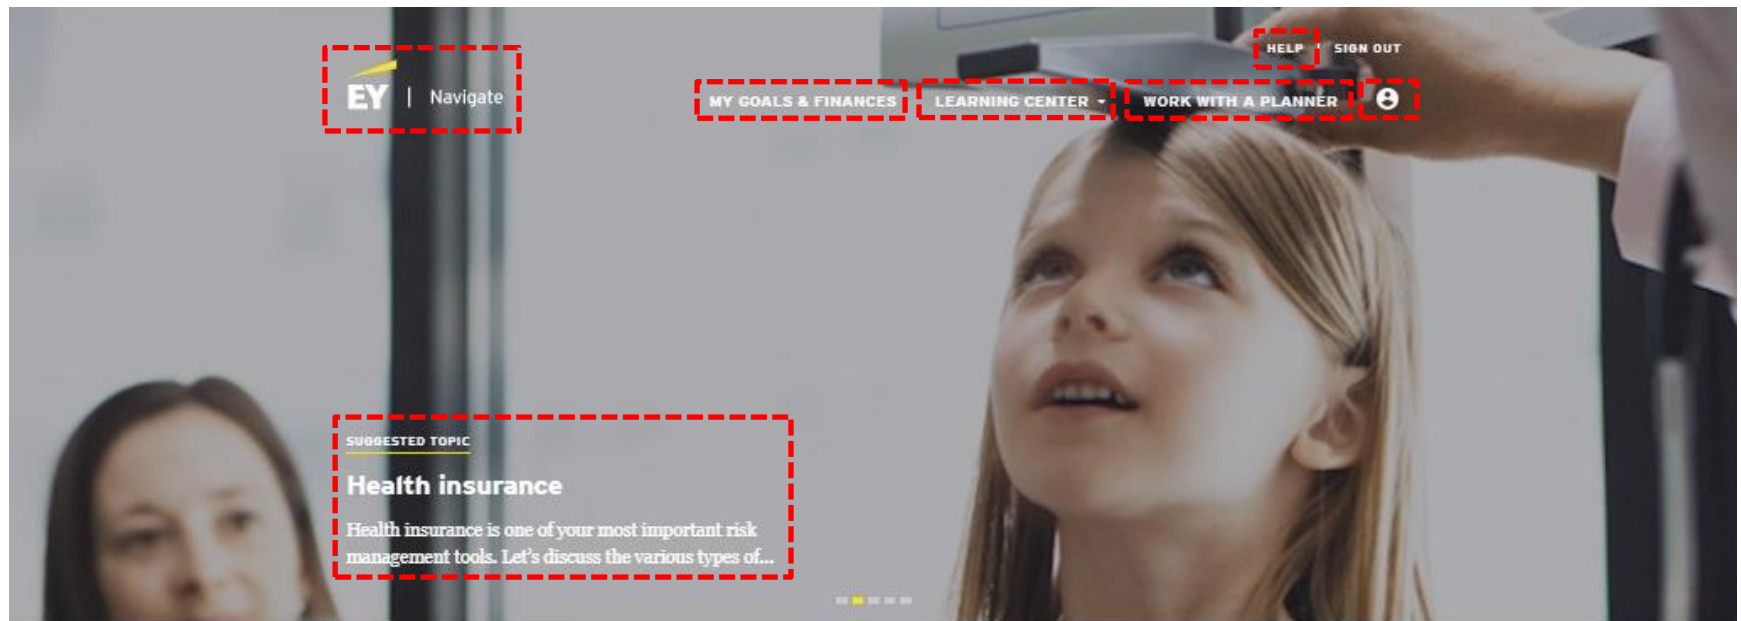 HELP | SIGN OUT
EY | Navigate
MY GOALS & FINANCES LEARNING CENTER WORK WITH A PLANNER
SUGGESTED TOPIC
Health insurance
Health insurance is one of your most important risk
management tools. Let's discuss the various types of...